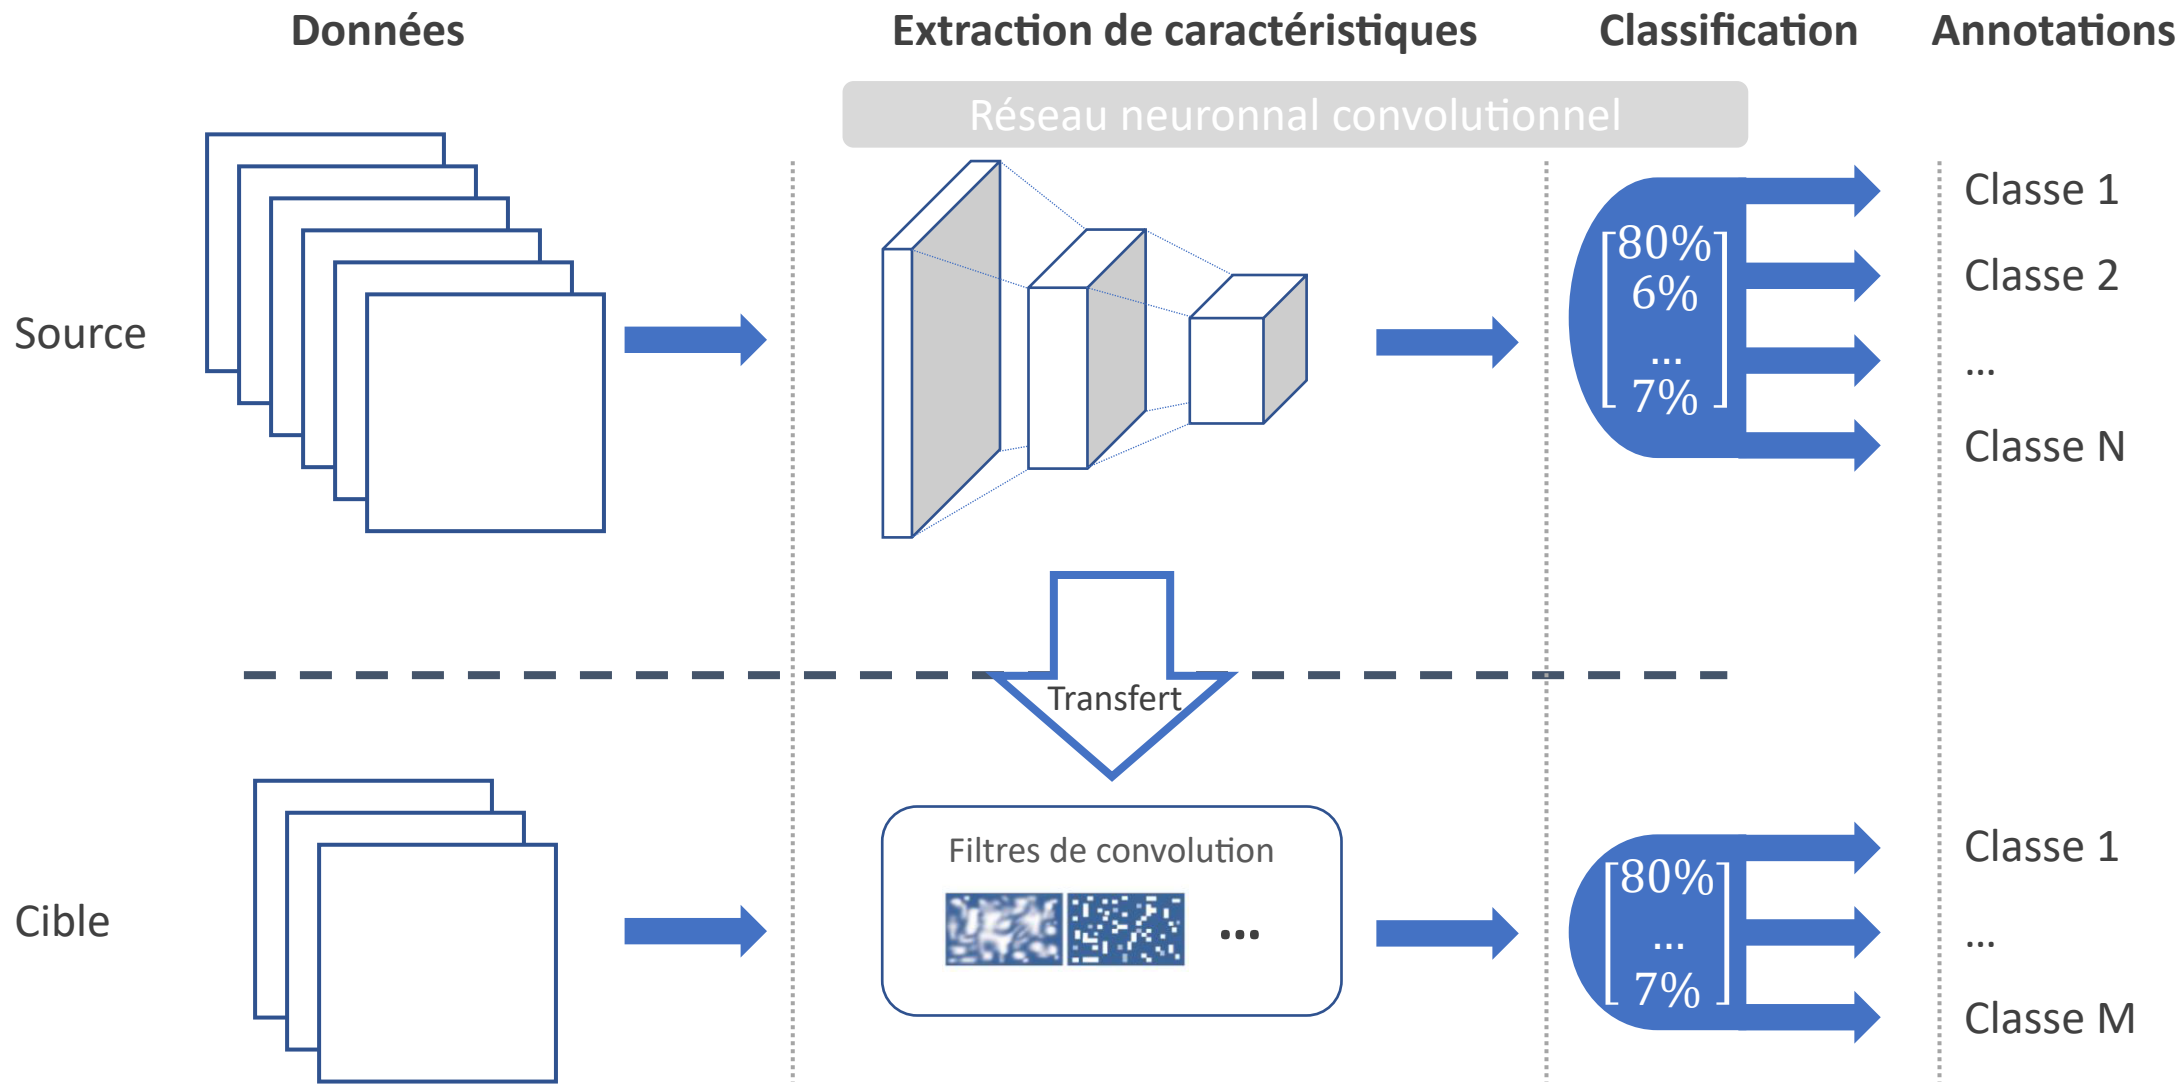 Données
Extraction de caractéristiques
Classification
Annotations
Réseau neuronnal convolutionnel
Source
80%
6%
...
7%
Classe 1
Classe 2
...
Classe N
Transfert
Cible
Filtres de convolution
...
80%
...
7%
Classe 1
...
Classe M